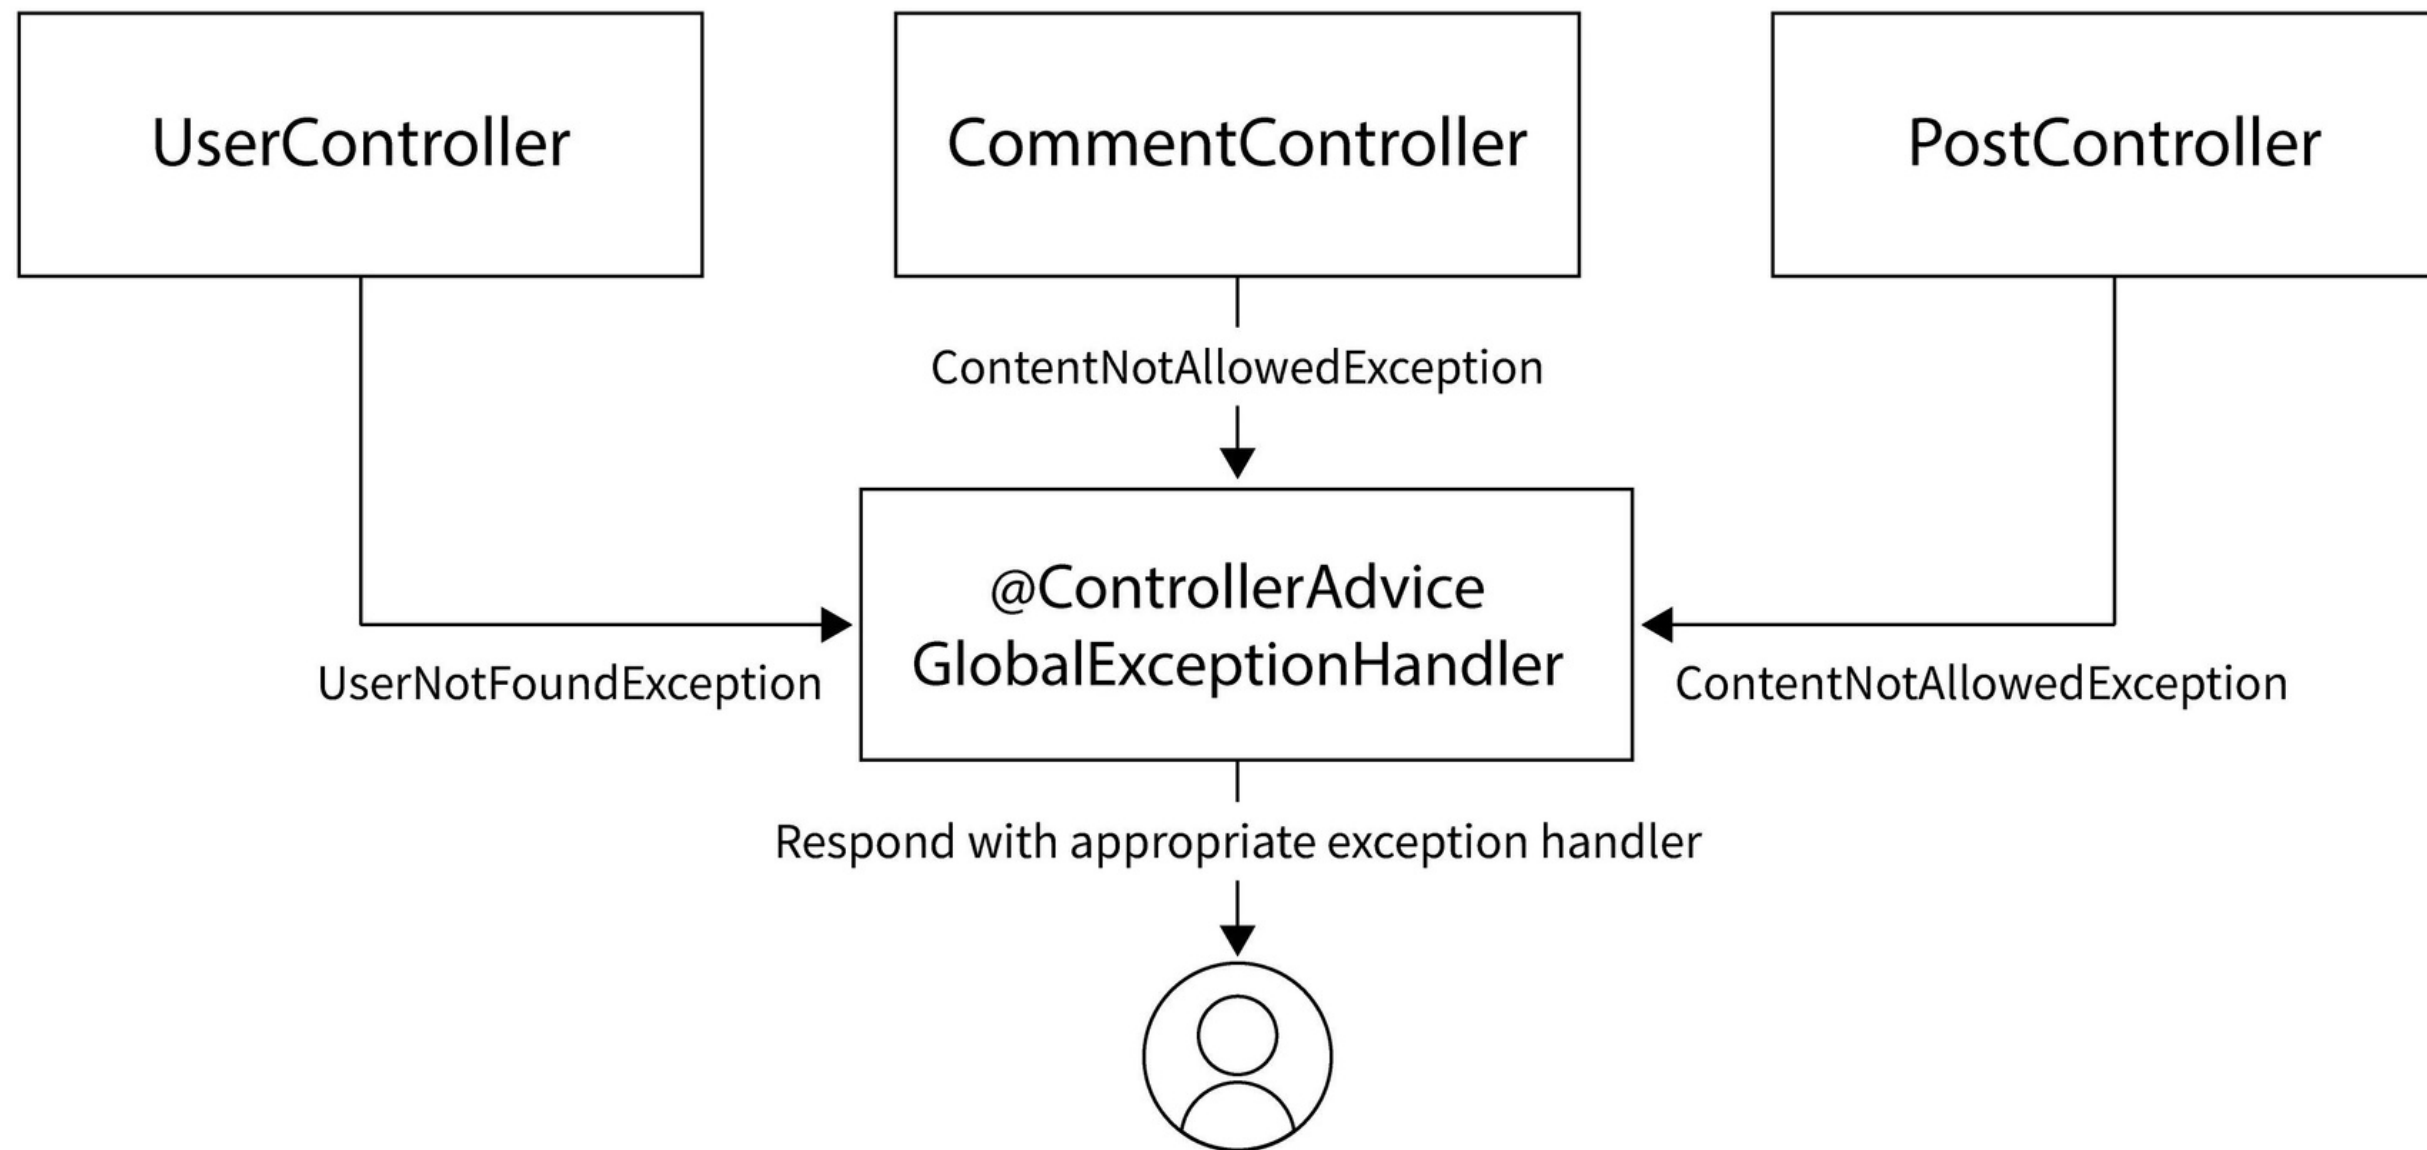 UserController
CommentController
PostController
ContentNotAllowedException
@ControllerAdvice
GlobalExceptionHandler
UserNotFoundException
ContentNotAllowedException
Respond with appropriate exception handler